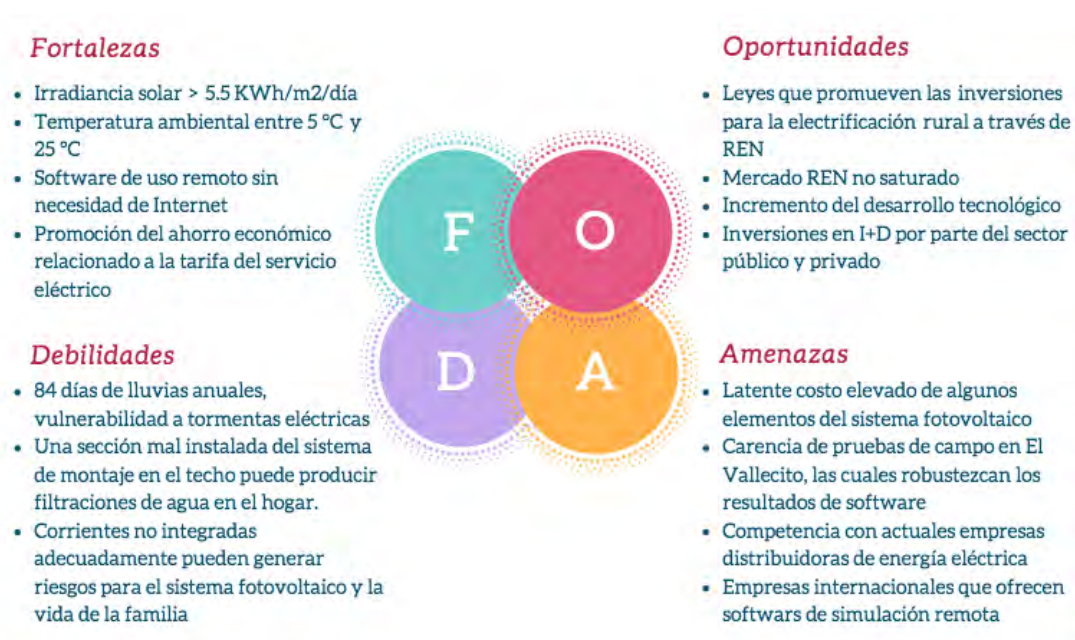 Fortalezas
• Irradiancia solar > 5.5 KWh/m2/día
• Temperatura ambiental entre 5 °C y
25 °C
• Software de uso remoto sin
necesidad de Internet
• Promoción del ahorro económico
relacionado a la tarifa del servicio
eléctrico
Oportunidades
• Leyes que promueven las inversiones
para la electrificación rural a través de
REN
• Mercado REN no saturado
• Incremento del desarrollo tecnológico
• Inversiones en I+D por parte del sector
público y privado
F
O
D
A
Debilidades
• 84 días de lluvias anuales,
vulnerabilidad a tormentas eléctricas
• Una sección mal instalada del sistema
de montaje en el techo puede producir
filtraciones de agua en el hogar.
• Corrientes no integradas
adecuadamente pueden generar
riesgos para el sistema fotovoltaico y la
vida de la familia
Amenazas
• Latente costo elevado de algunos
elementos del sistema fotovoltaico
• Carencia de pruebas de campo en El
Vallecito, las cuales robustezcan los
resultados de software
• Competencia con actuales empresas
distribuidoras de energía eléctrica
• Empresas internacionales que ofrecen
softwars de simulación remota